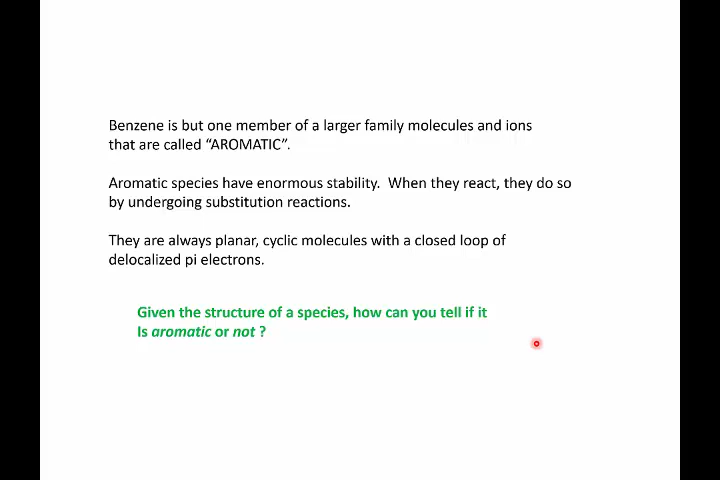 Benzene is but one member of a larger family molecules and ions
that are called “AROMATIC”.
Aromatic species have enormous stability.  When they react, they do so
by undergoing substitution reactions.
They are always planar, cyclic molecules with a closed loop of
delocalized pi electrons.
Given the structure of a species, how can you tell if it
Is aromatic or not ?